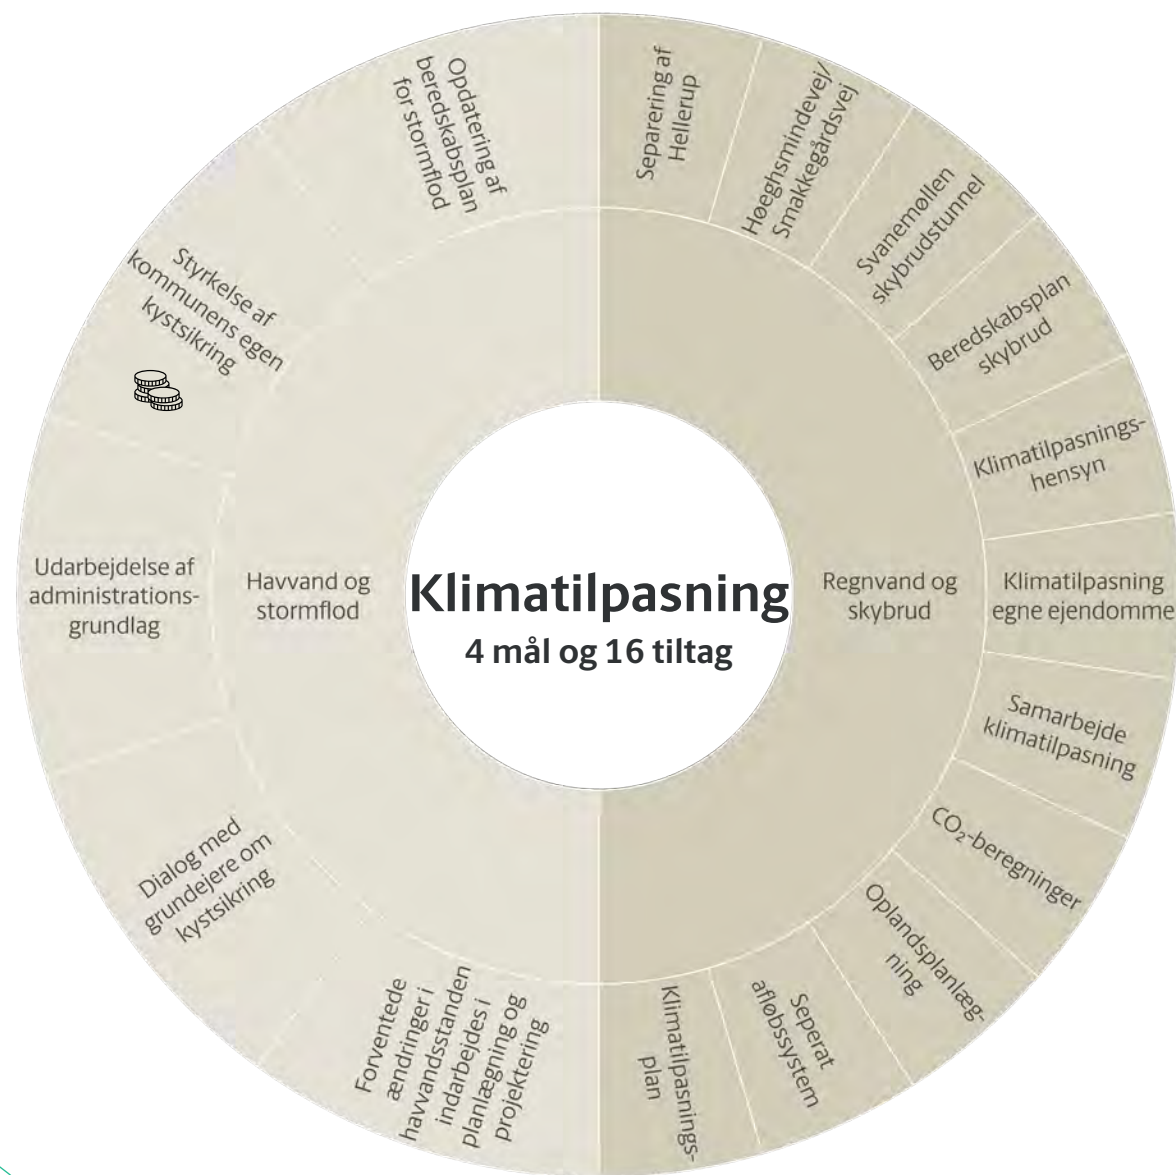 Klimatilpasning
4 mål og 16 tiltag
Regnvand og
skybrud
Separering af
Hellerup
Høeghsmindevej/
Smakkegårdsvej
Svanemøllen
skybrudstunnel
Beredskabsplan
skybrud
Klimatilpasnings-
hensyn
Klimatilpasning
egne ejendomme
Samarbejde
klimatilpasning
CO₂-beregninger
Oplandsplanlæg-
ning
Seperat
afløbssystem
Klimatilpasnings-
plan
Havvand og
stormflod
Forventede
ændringer i
havvandsstanden
indarbejdes i
planlægning og
projektering
Dialog med
grundejere om
kystsikring
Udarbejdelse af
administrations-
grundlag
Styrkelse af
kommunens egen
kystsikring
Opdatering af
beredskabsplan
for stormflod